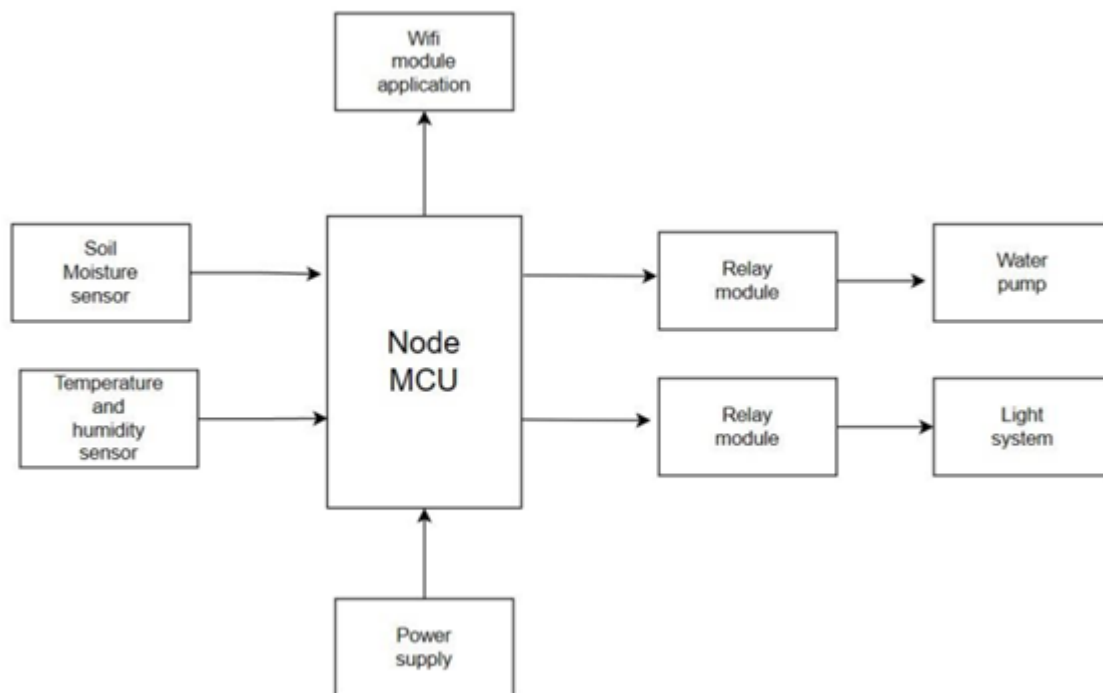 Wifi
module
application
Soil
Moisture
sensor
Temperature
and
humidity
sensor
Node
MCU
Relay
module
Water
pump
Relay
module
Light
system
Power
supply